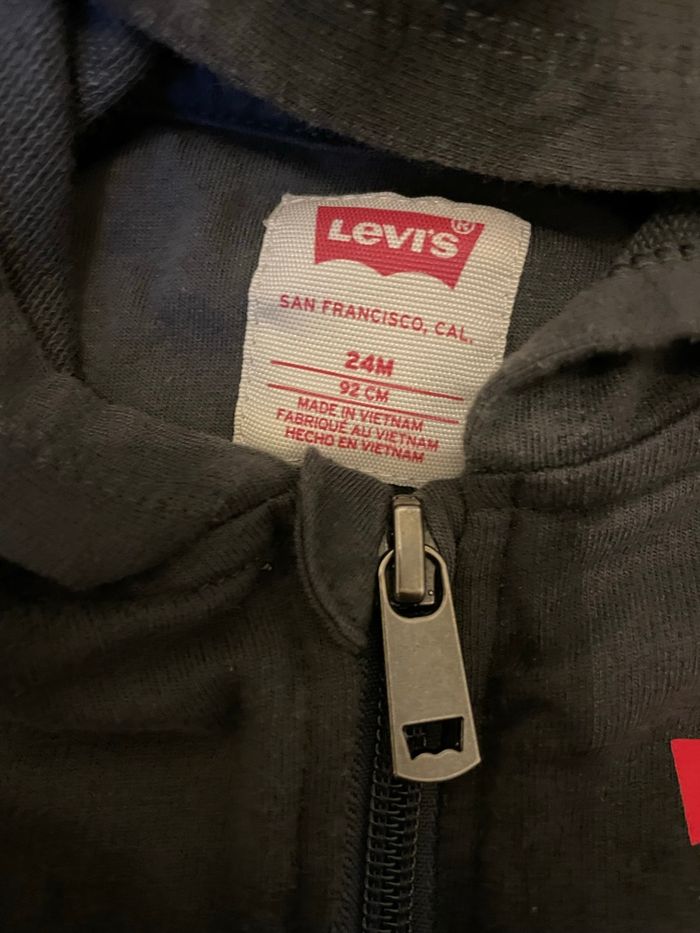 Levi's®
SAN FRANCISCO, CAL.
24M
92 CM
MADE IN VIETNAM
FABRIQUÉ AU VIETNAM
HECHO EN VIETNAM